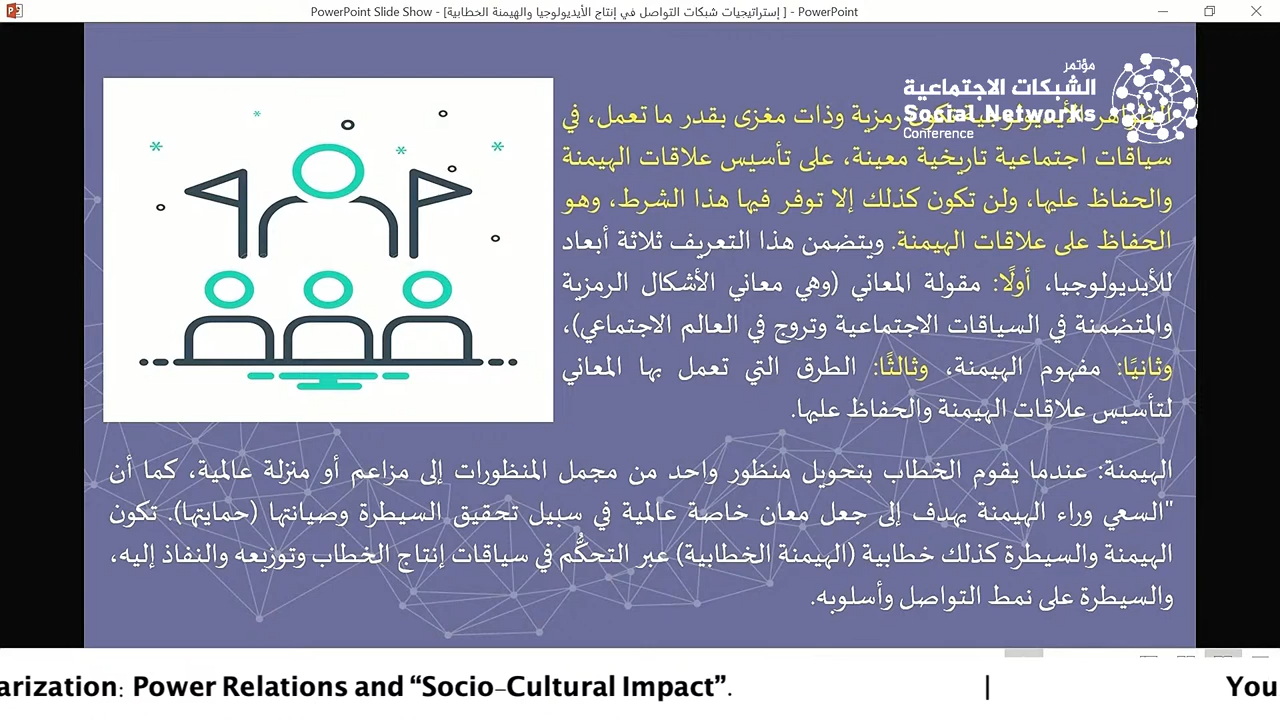 PowerPoint Slide Show - [إستراتيجيات شبكات التواصل في إنتاج الأيديولوجيا والهيمنة الخطابية ] - PowerPoint
مؤتمر
الشبكات الاجتماعية
Social Networks
Conference
رمزية وذات مغزى بقدر ما تعمل، في
سياقات اجتماعية تاريخية معينة، على تأسيس علاقات الهيمنة
والحفاظ عليها، ولن تكون كذلك إلا توفر فيها هذا الشرط، وهو
الحفاظ على علاقات الهيمنة. ويتضمن هذا التعريف ثلاثة أبعاد
للأيديولوجيا، أولًا: مقولة المعاني (وهي معاني الأشكال الرمزية
والمتضمنة في السياقات الاجتماعية وتروج في العالم الاجتماعي)،
وثانيًا: مفهوم الهيمنة، وثالثًا: الطرق التي تعمل بها المعاني
لتأسيس علاقات الهيمنة والحفاظ عليها.
الهيمنة: عندما يقوم الخطاب بتحويل منظور واحد من مجمل المنظورات إلى مزاعم أو منزلة عالمية، كما أن
"السعي وراء الهيمنة يهدف إلى جعل معان خاصة عالمية في سبيل تحقيق السيطرة وصيانتها (حمايتها). تكون
الهيمنة والسيطرة كذلك خطابية (الهيمنة الخطابية) عبر التحكُّم في سياقات إنتاج الخطاب وتوزيعه والنفاذ إليه،
والسيطرة على نمط التواصل وأسلوبه.
arization: Power Relations and “Socio-Cultural Impact”. | You